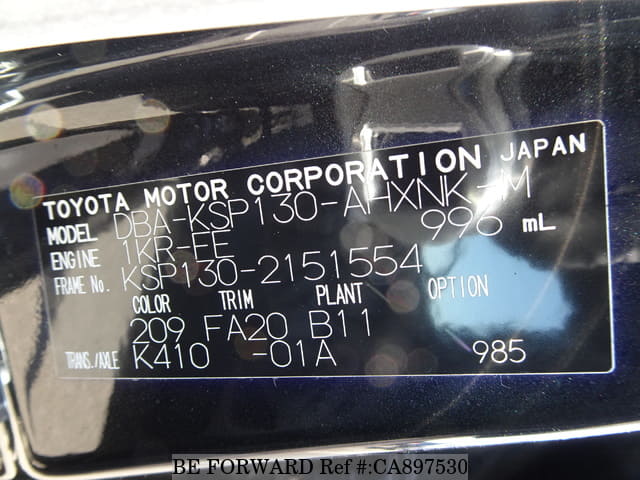 TOYOTA MOTOR CORPORATION JAPAN
MODEL DBA-KSP130-AHXNK-M
ENGINE 1KR-FE 996 mL
FRAME No. KSP130-2151554
COLOR TRIM PLANT OPTION
209 FA20 B11
TRANS./AXLE K410 -01A 985
BE FORWARD Ref #:CA897530